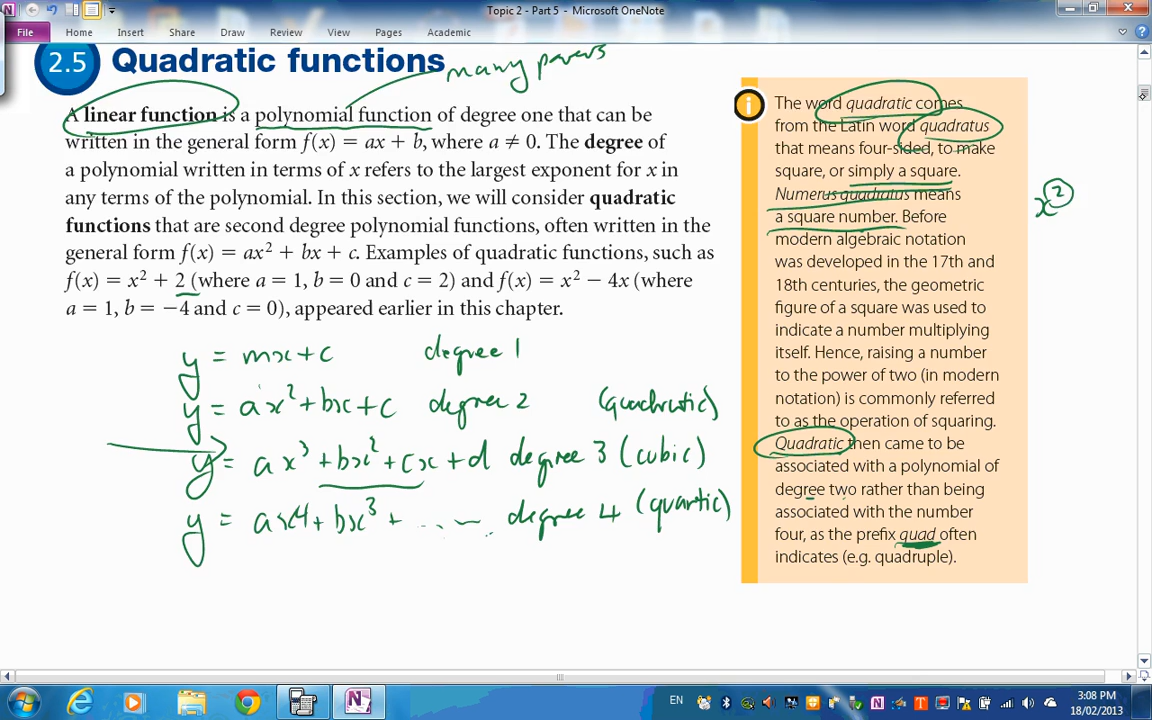 Topic 2 - Part 5 - Microsoft OneNote
File Home Insert Share Draw Review View Pages Academic
2.5 Quadratic functions
many powers
A linear function is a polynomial function of degree one that can be
written in the general form f(x) = ax + b, where a ≠ 0. The degree of
a polynomial written in terms of x refers to the largest exponent for x in
any terms of the polynomial. In this section, we will consider quadratic
functions that are second degree polynomial functions, often written in the
general form f(x) = ax² + bx + c. Examples of quadratic functions, such as
f(x) = x² + 2 (where a = 1, b = 0 and c = 2) and f(x) = x² − 4x (where
a = 1, b = −4 and c = 0), appeared earlier in this chapter.
y = mx + c degree 1
y = ax² + bx + c degree 2 (quadratic)
y = ax³ + bx² + cx + d degree 3 (cubic)
y = ax4 + bx³ + ..... degree 4 (quartic)
i
The word quadratic comes
from the Latin word quadratus
that means four-sided, to make
square, or simply a square.
Numerus quadratus means
a square number. Before
modern algebraic notation
was developed in the 17th and
18th centuries, the geometric
figure of a square was used to
indicate a number multiplying
itself. Hence, raising a number
to the power of two (in modern
notation) is commonly referred
to as the operation of squaring.
Quadratic then came to be
associated with a polynomial of
degree two rather than being
associated with the number
four, as the prefix quad often
indicates (e.g. quadruple).
x²
EN
3:08 PM
18/02/2013